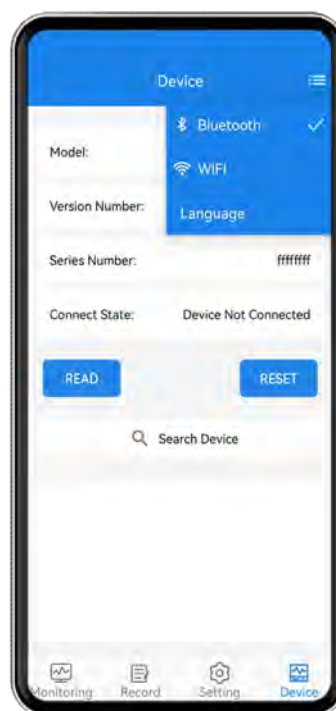 Device
Bluetooth
WIFI
Language
Model:
Version Number:
Series Number: ffffffff
Connect State: Device Not Connected
READ RESET
Search Device
Monitoring Record Setting Device